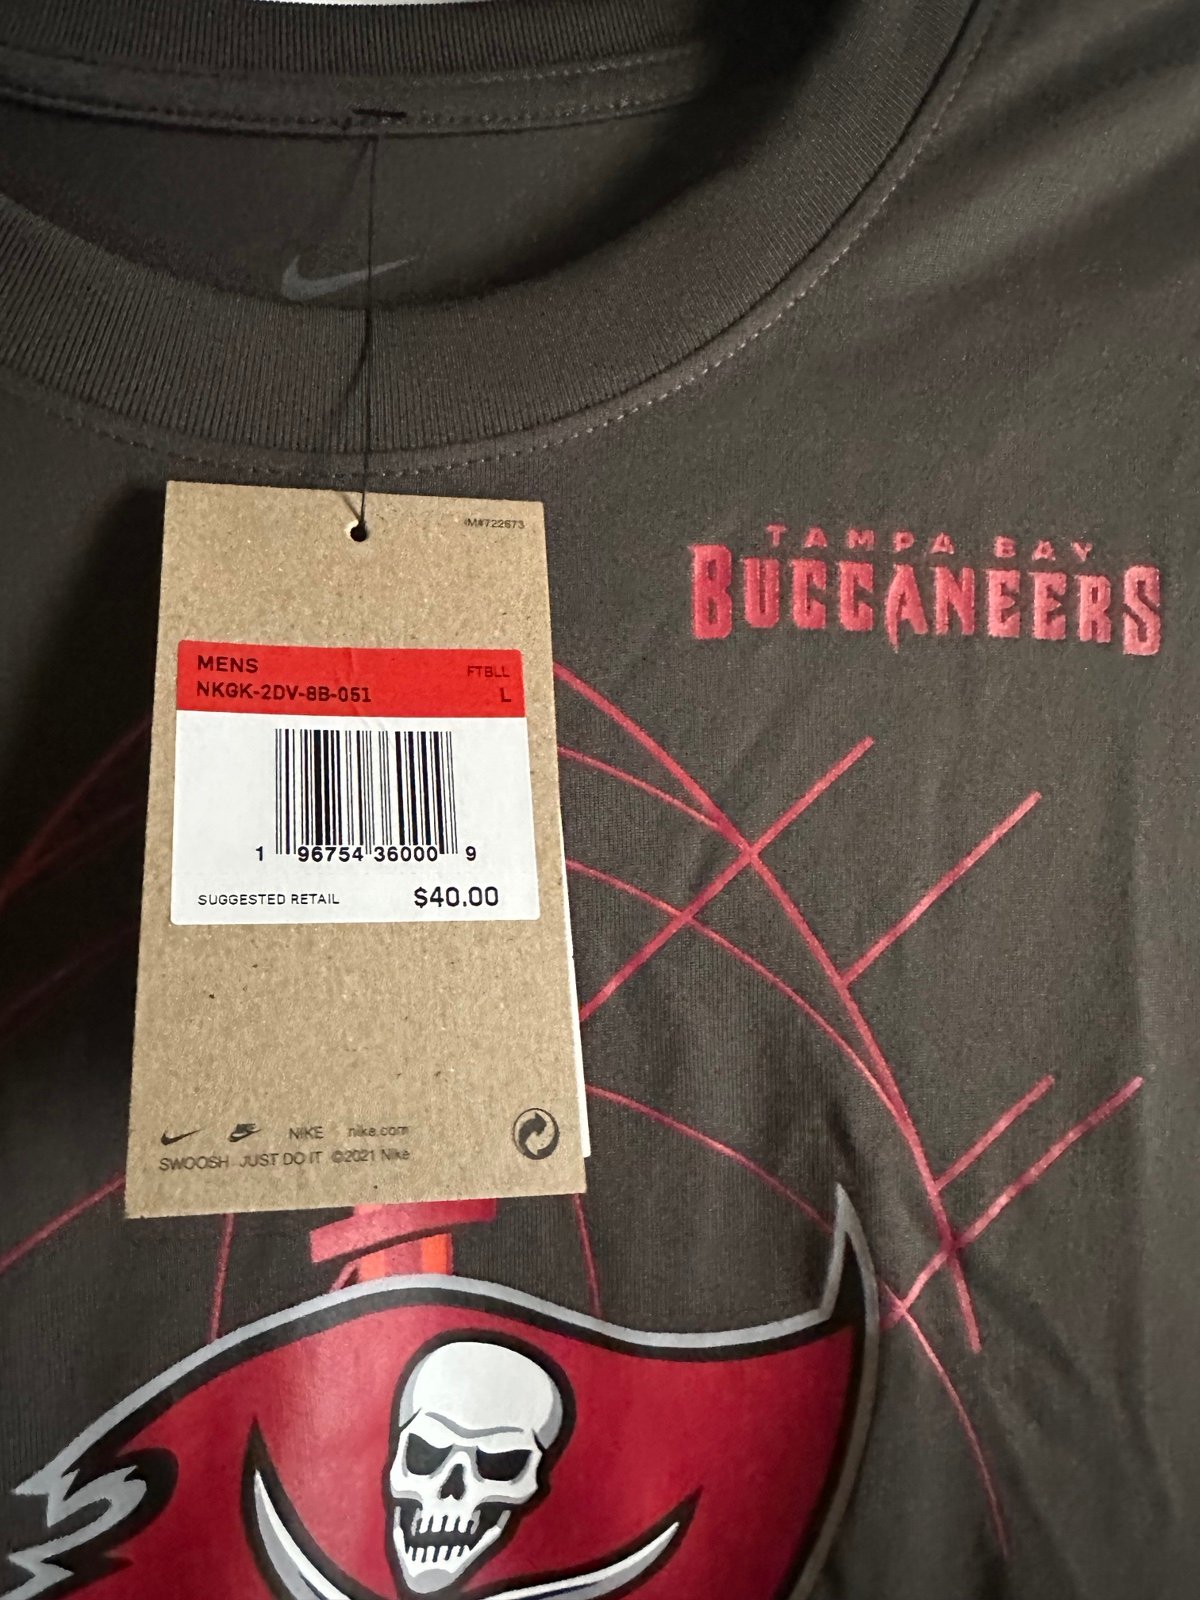 IM#722673
TAMPA BAY
BUCCANEERS
MENS FTBLL
NKGK-2DV-8B-051 L
1 96754 36000 9
SUGGESTED RETAIL $40.00
NIKE nike.com
SWOOSH JUST DO IT ©2021 Nike